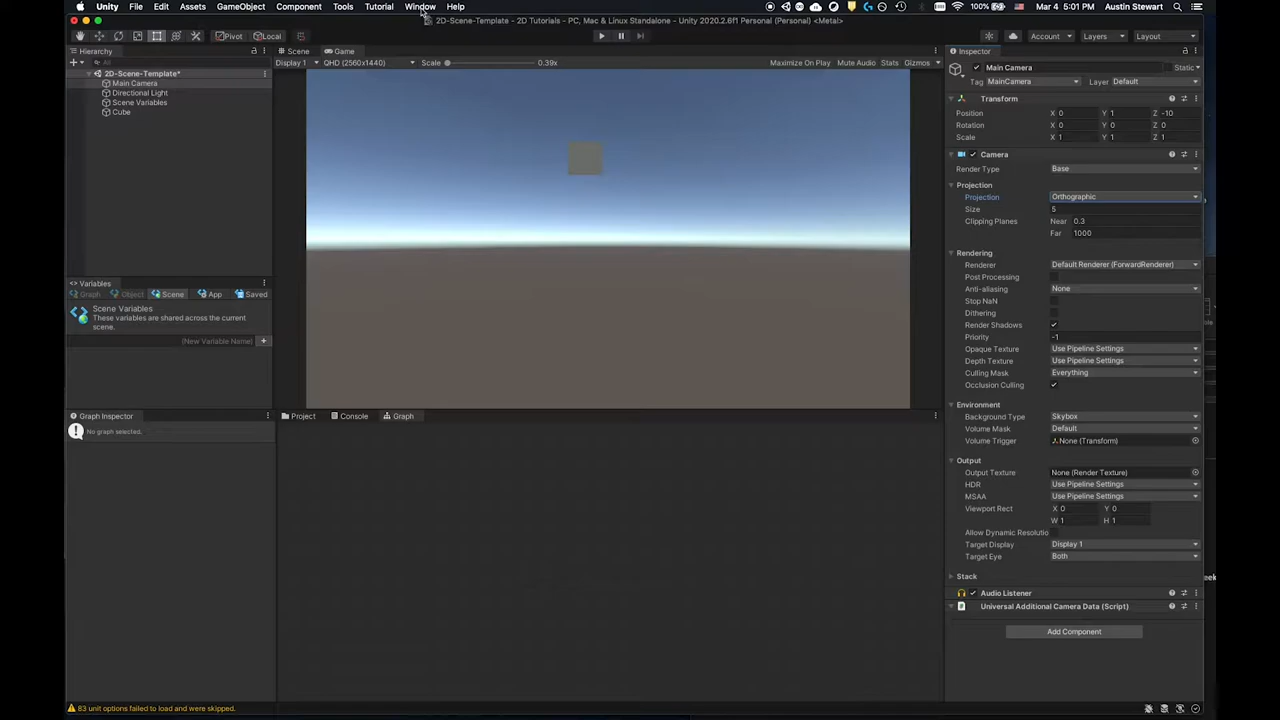 Unity File Edit Assets GameObject Component Tools Tutorial Window Help
Mar 4 5:01 PM Austin Stewart
2D-Scene-Template - 2D Tutorials - PC, Mac & Linux Standalone - Unity 2020.2.6f1 Personal (Personal) <Metal>
Pivot Local
Account Layers Layout
Hierarchy
All
2D-Scene-Template*
Main Camera
Directional Light
Scene Variables
Cube
Variables
Graph Object Scene App Saved
Scene Variables
These variables are shared across the current
scene.
(New Variable Name) +
Graph Inspector
No graph selected.
Scene Game
Display 1 QHD (2560x1440) Scale 0.39x Maximize On Play Mute Audio Stats Gizmos
Project Console Graph
Inspector
Main Camera Static
Tag MainCamera Layer Default
Transform
Position X 0 Y 1 Z -10
Rotation X 0 Y 0 Z 0
Scale X 1 Y 1 Z 1
Camera
Render Type Base
Projection
Projection Orthographic
Size 5
Clipping Planes Near 0.3
Far 1000
Rendering
Renderer Default Renderer (ForwardRenderer)
Post Processing
Anti-aliasing None
Stop NaN
Dithering
Render Shadows
Priority -1
Opaque Texture Use Pipeline Settings
Depth Texture Use Pipeline Settings
Culling Mask Everything
Occlusion Culling
Environment
Background Type Skybox
Volume Mask Default
Volume Trigger None (Transform)
Output
Output Texture None (Render Texture)
HDR Use Pipeline Settings
MSAA Use Pipeline Settings
Viewport Rect X 0 Y 0
W 1 H 1
Allow Dynamic Resolutio
Target Display Display 1
Target Eye Both
Stack
Audio Listener
Universal Additional Camera Data (Script)
Add Component
83 unit options failed to load and were skipped.